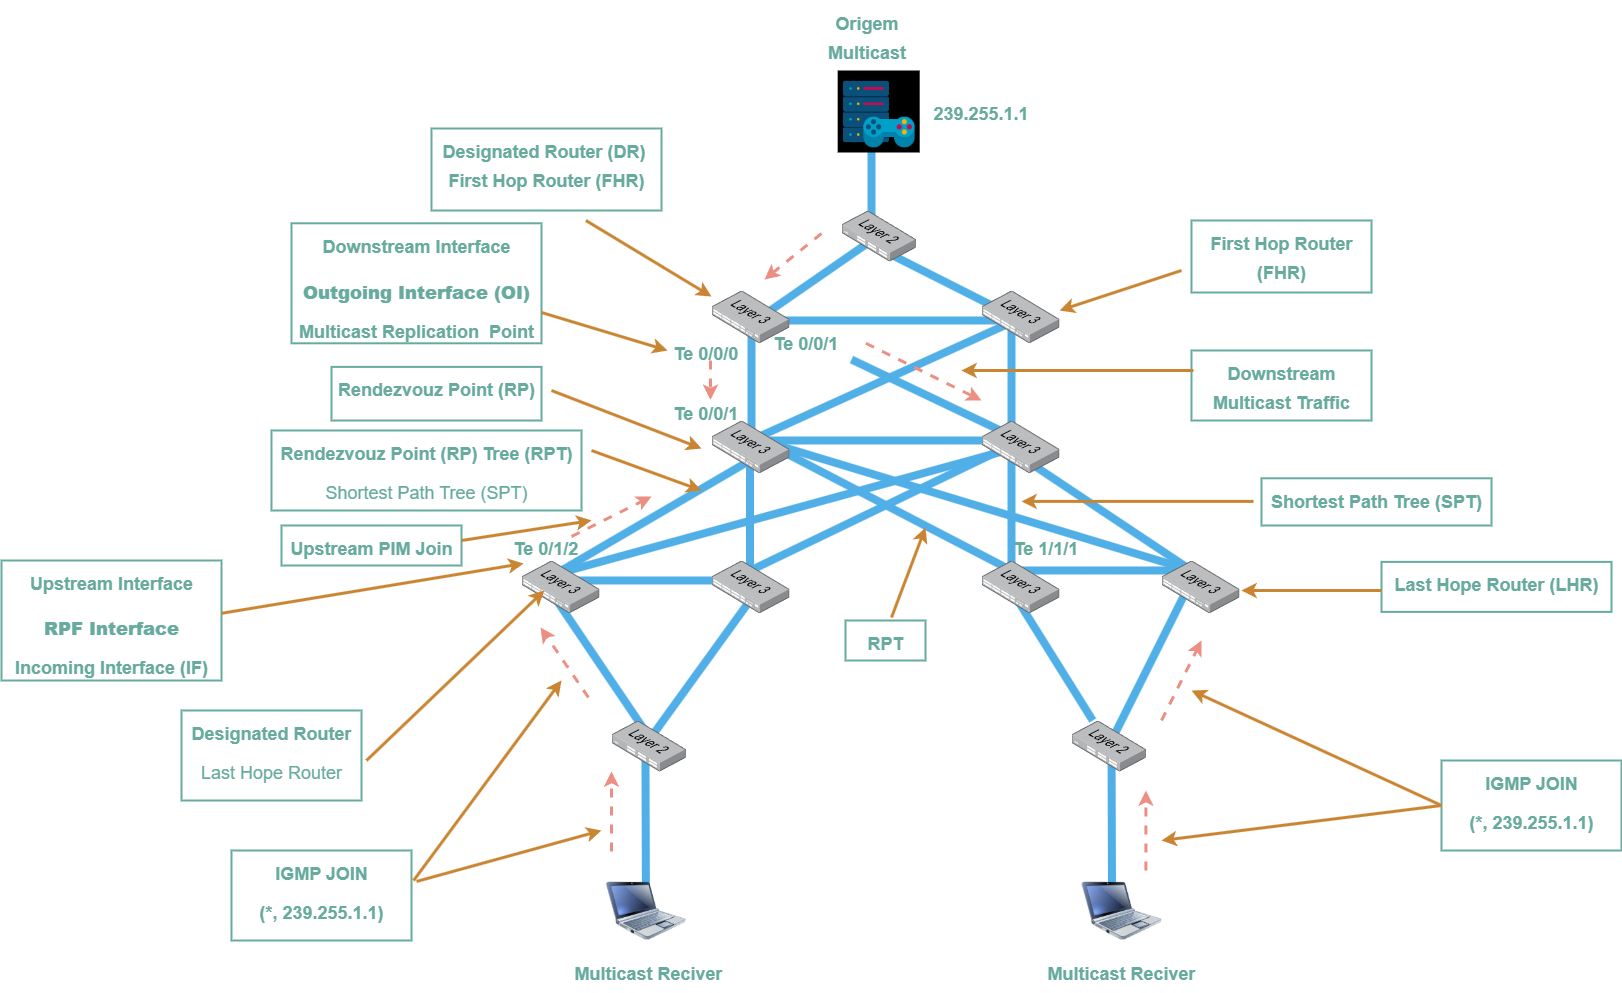 Origem
Multicast
239.255.1.1
Designated Router (DR)
First Hop Router (FHR)
Layer 2
Downstream Interface
Outgoing Interface (OI)
Multicast Replication Point
First Hop Router
(FHR)
Layer 3
Layer 3
Te 0/0/0
Te 0/0/1
Downstream
Multicast Traffic
Rendezvouz Point (RP)
Te 0/0/1
Layer 3
Layer 3
Rendezvouz Point (RP) Tree (RPT)
Shortest Path Tree (SPT)
Shortest Path Tree (SPT)
Upstream PIM Join
Te 0/1/2
Te 1/1/1
Upstream Interface
RPF Interface
Incoming Interface (IF)
Layer 3
Layer 3
Layer 3
Layer 3
Last Hope Router (LHR)
RPT
Designated Router
Last Hope Router
Layer 2
Layer 2
IGMP JOIN
(*, 239.255.1.1)
IGMP JOIN
(*, 239.255.1.1)
Multicast Reciver
Multicast Reciver